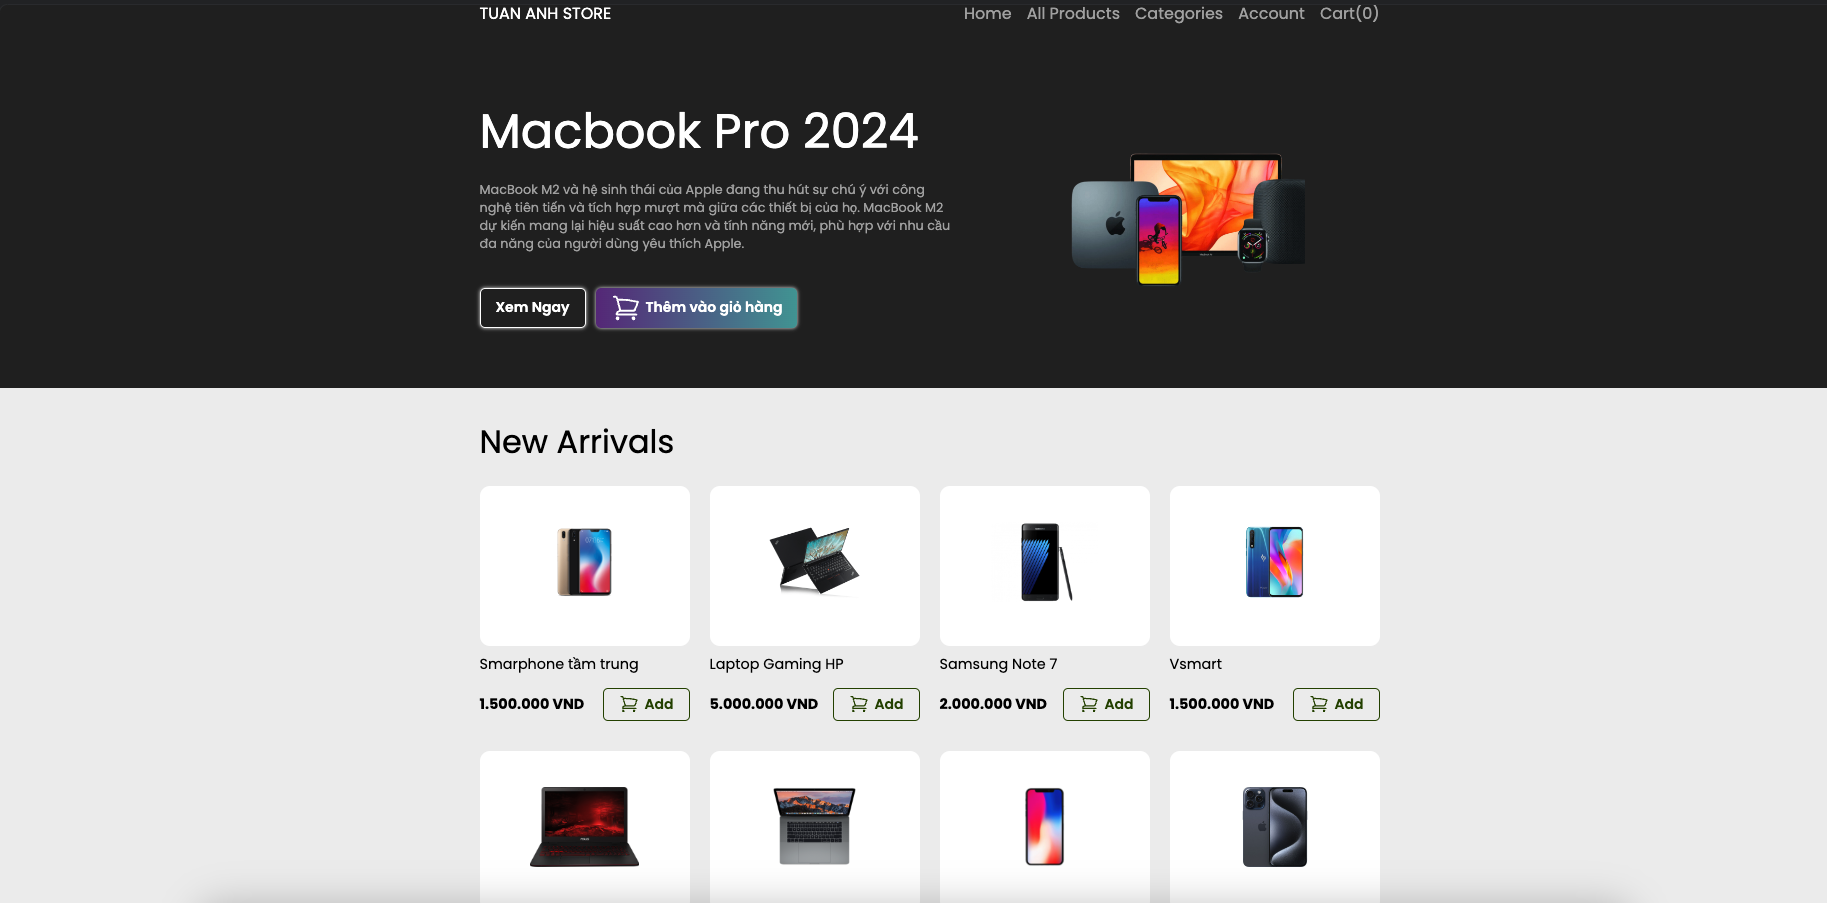 TUAN ANH STORE
Home All Products Categories Account Cart(0)
Macbook Pro 2024
MacBook M2 và hệ sinh thái của Apple đang thu hút sự chú ý với công
nghệ tiên tiến và tích hợp mượt mà giữa các thiết bị của họ. MacBook M2
dự kiến mang lại hiệu suất cao hơn và tính năng mới, phù hợp với nhu cầu
đa năng của người dùng yêu thích Apple.
Xem Ngay
Thêm vào giỏ hàng
New Arrivals
Smarphone tầm trung
1.500.000 VND Add
Laptop Gaming HP
5.000.000 VND Add
Samsung Note 7
2.000.000 VND Add
Vsmart
1.500.000 VND Add